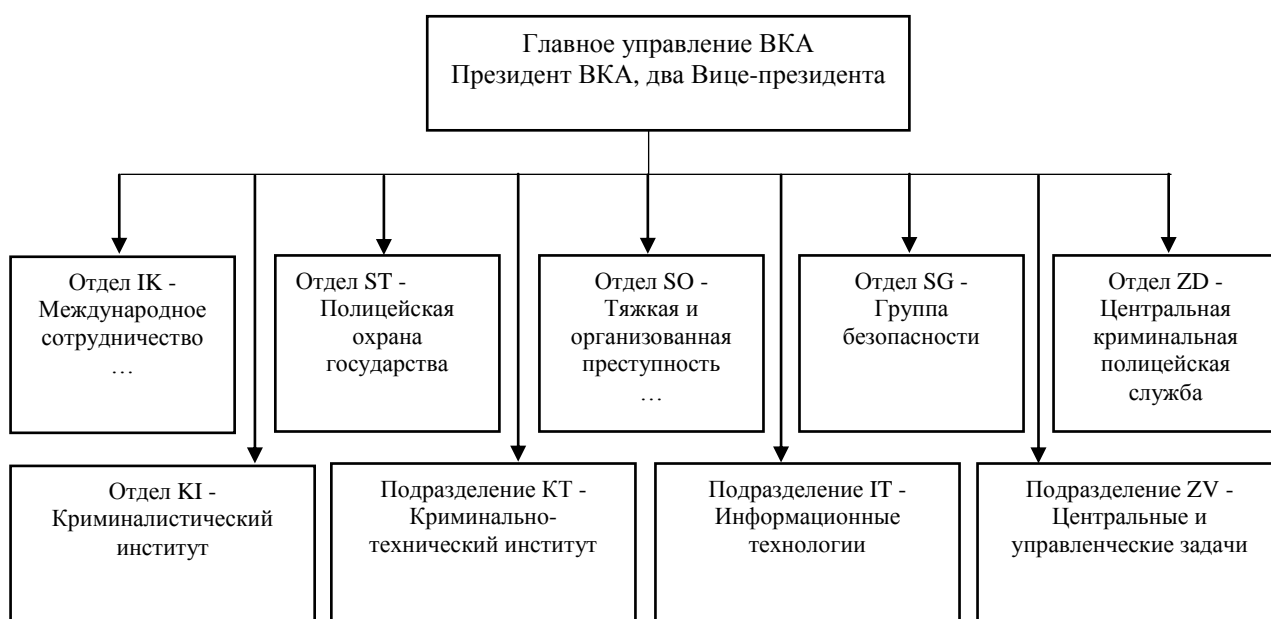 Главное управление ВКА
Президент ВКА, два Вице-президента
Отдел IK -
Международное
сотрудничество
…
Отдел ST -
Полицейская
охрана
государства
Отдел SO -
Тяжкая и
организованная
преступность
…
Отдел SG -
Группа
безопасности
Отдел ZD -
Центральная
криминальная
полицейская
служба
Отдел KI -
Криминалистический
институт
Подразделение КТ -
Криминально-
технический институт
Подразделение IT -
Информационные
технологии
Подразделение ZV -
Центральные и
управленческие задачи